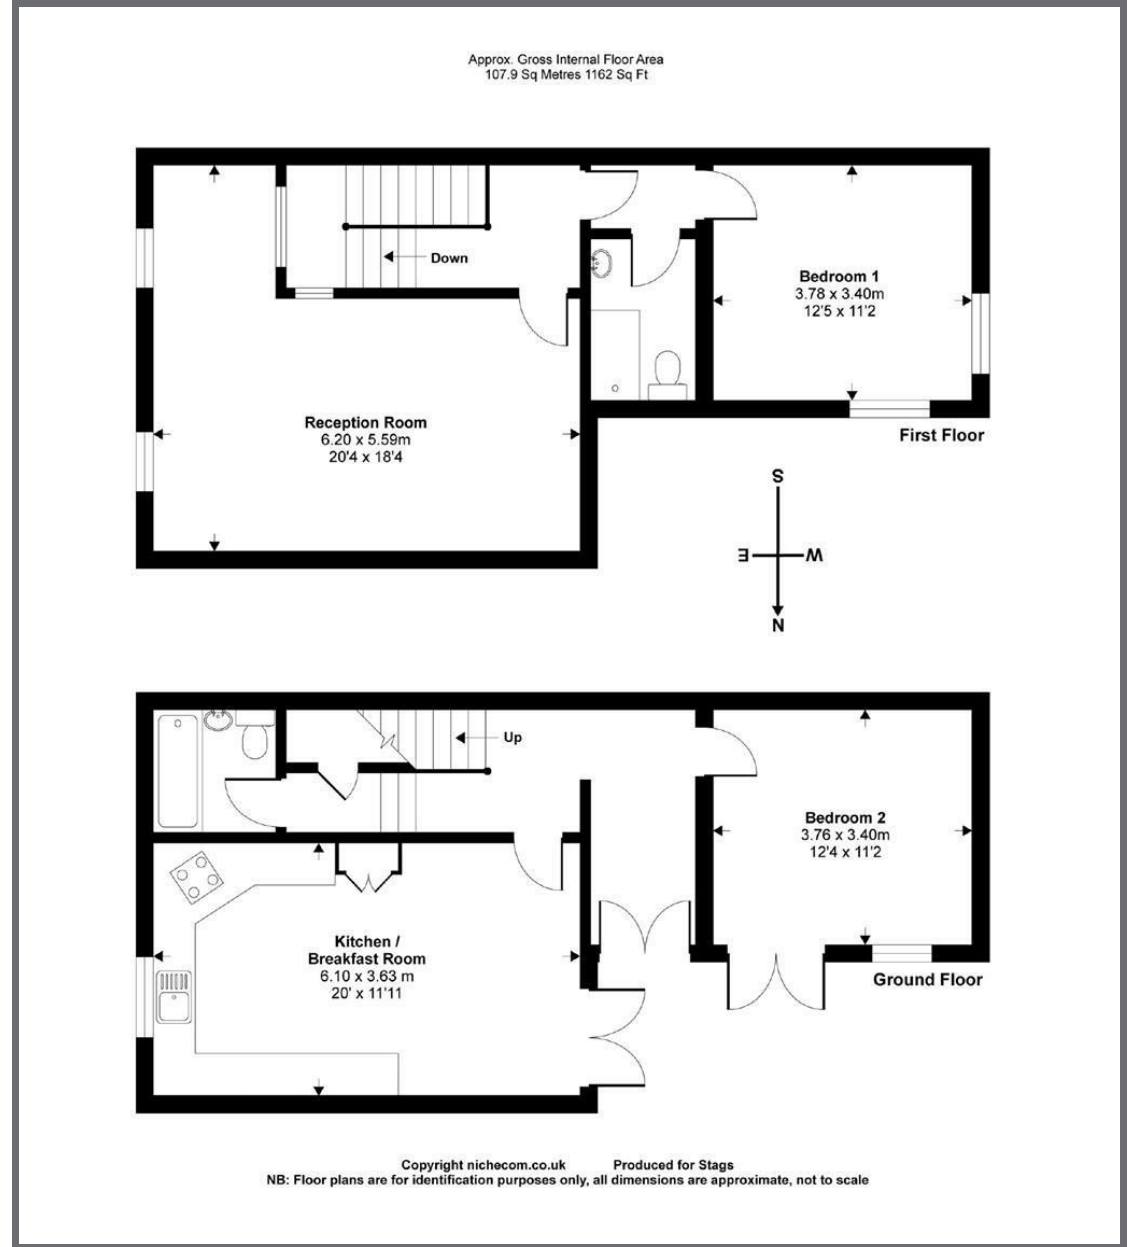 Approx. Gross Internal Floor Area
107.9 Sq Metres 1162 Sq Ft
Down
Bedroom 1
3.78 x 3.40m
12'5 x 11'2
Reception Room
6.20 x 5.59m
20'4 x 18'4
First Floor
S
E
W
N
Up
Bedroom 2
3.76 x 3.40m
12'4 x 11'2
Kitchen /
Breakfast Room
6.10 x 3.63 m
20' x 11'11
Ground Floor
Copyright nichecom.co.uk Produced for Stags
NB: Floor plans are for identification purposes only, all dimensions are approximate, not to scale